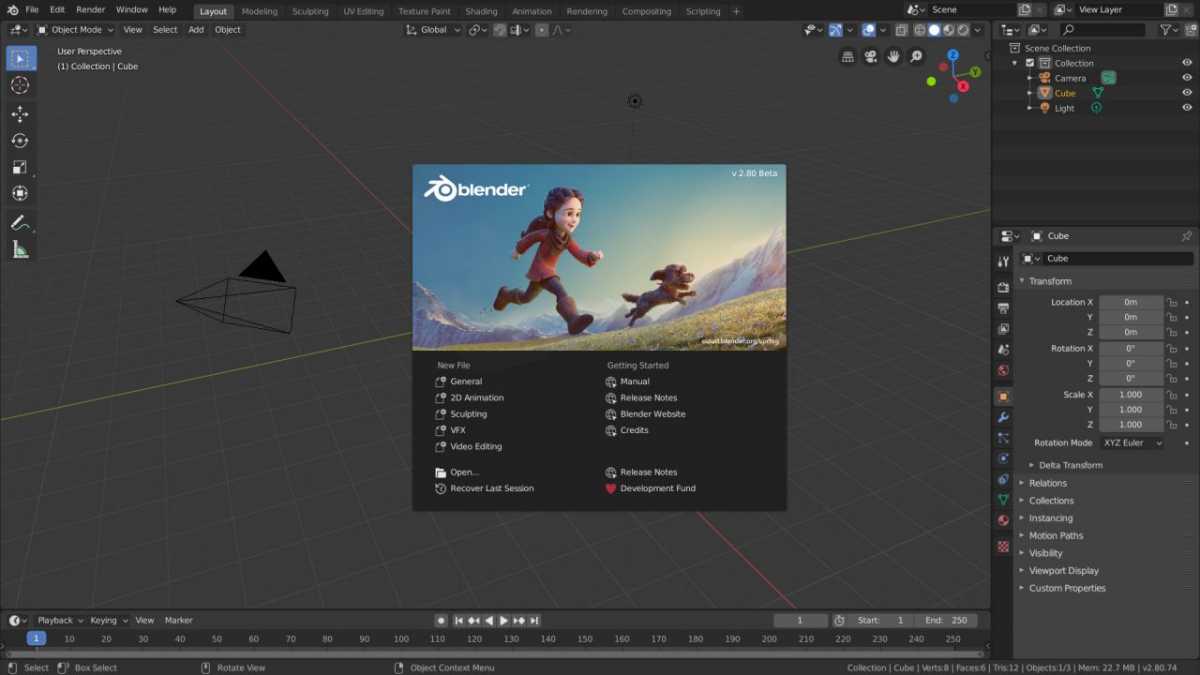 File Edit Render Window Help Layout Modeling Sculpting UV Editing Texture Paint Shading Animation Rendering Compositing Scripting + Scene View Layer
Object Mode View Select Add Object Global
User Perspective
(1) Collection | Cube
Z
Y
X
Scene Collection
Collection
Camera
Cube
Light
blender
v 2.80 Beta
cloud.blender.org/spring
New File
General
2D Animation
Sculpting
VFX
Video Editing
Open...
Recover Last Session
Getting Started
Manual
Release Notes
Blender Website
Credits
Release Notes
Development Fund
Cube
Cube
Transform
Location X 0m
Y 0m
Z 0m
Rotation X 0°
Y 0°
Z 0°
Scale X 1.000
Y 1.000
Z 1.000
Rotation Mode XYZ Euler
Delta Transform
Relations
Collections
Instancing
Motion Paths
Visibility
Viewport Display
Custom Properties
Playback Keying View Marker 1 Start: 1 End: 250
1 10 20 30 40 50 60 70 80 90 100 110 120 130 140 150 160 170 180 190 200 210 220 230 240 250
Select Box Select Rotate View Object Context Menu Collection | Cube | Verts:8 | Faces:6 | Tris:12 | Objects:1/3 | Mem: 22.7 MB | v2.80.74